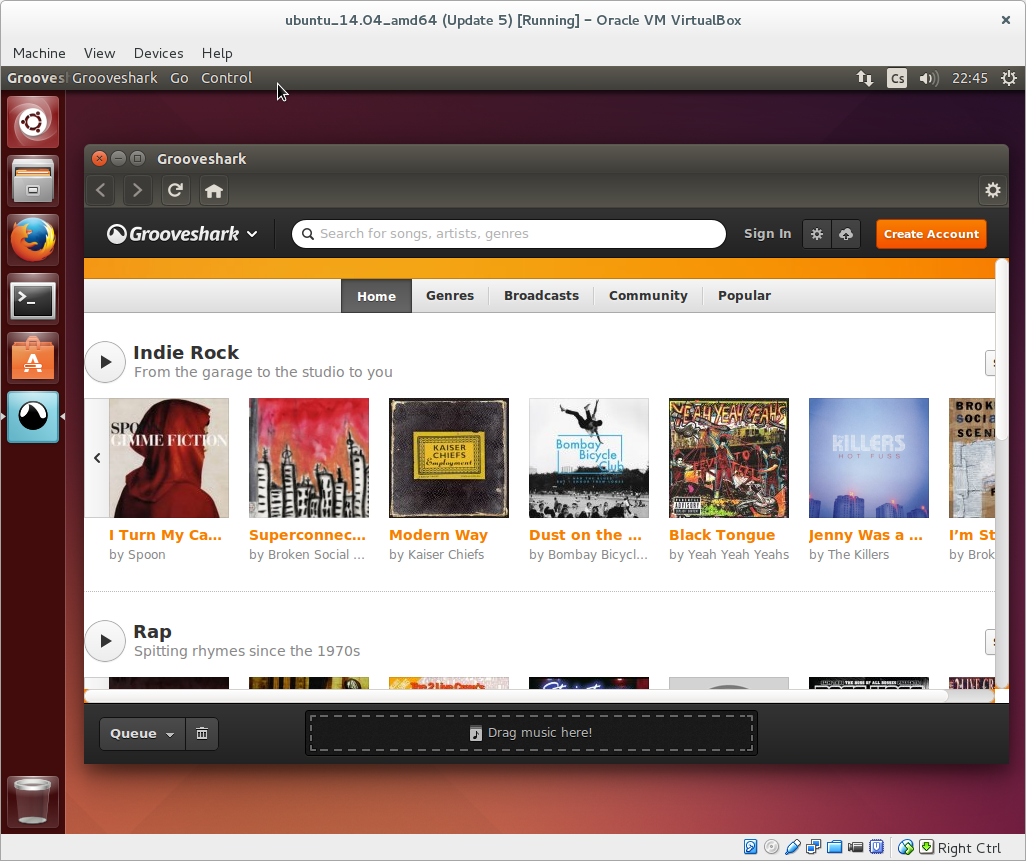 ubuntu_14.04_amd64 (Update 5) [Running] – Oracle VM VirtualBox
Machine View Devices Help
Grooves Grooveshark Go Control
Cs 22:45
Grooveshark
Grooveshark
Search for songs, artists, genres
Sign In
Create Account
Home Genres Broadcasts Community Popular
Indie Rock
From the garage to the studio to you
SPO
GIMME FICTION
KAISER
CHIEFS
Employment
Bombay
Bicycle
Club
YEAH YEAH YEAHS
KILLERS
HOT FUSS
BROK
SOCIA
SCEN
I Turn My Ca... Superconnec... Modern Way Dust on the ... Black Tongue Jenny Was a ... I'm St
by Spoon by Broken Social ... by Kaiser Chiefs by Bombay Bicycl... by Yeah Yeah Yeahs by The Killers by Brok
Rap
Spitting rhymes since the 1970s
Queue
Drag music here!
Right Ctrl